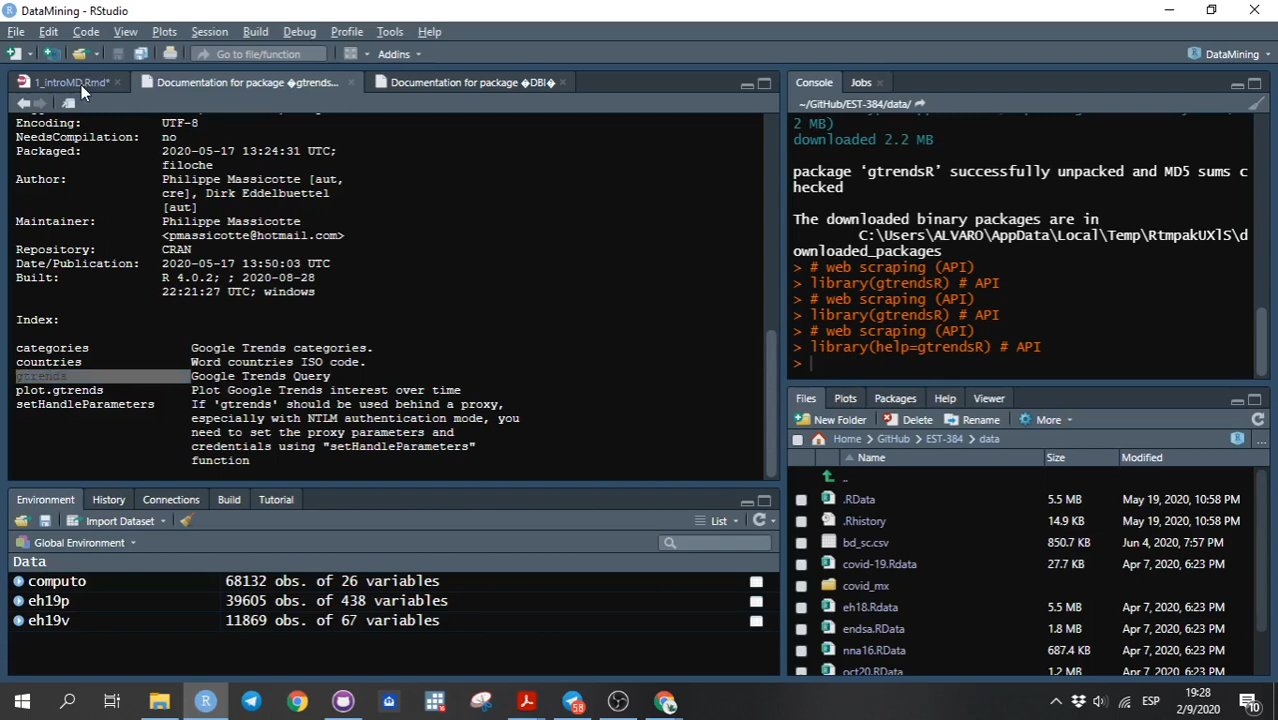 DataMining - RStudio
File Edit Code View Plots Session Build Debug Profile Tools Help
Go to file/function Addins DataMining
1_introMD.Rmd* Documentation for package �gtrends... Documentation for package �DBI�
Encoding: UTF-8
NeedsCompilation: no
Packaged: 2020-05-17 13:24:31 UTC;
filoche
Author: Philippe Massicotte [aut,
cre], Dirk Eddelbuettel
[aut]
Maintainer: Philippe Massicotte
<pmassicotte@hotmail.com>
Repository: CRAN
Date/Publication: 2020-05-17 13:50:03 UTC
Built: R 4.0.2; ; 2020-08-28
22:21:27 UTC; windows
Index:
categories Google Trends categories.
countries Word countries ISO code.
gtrends Google Trends Query
plot.gtrends Plot Google Trends interest over time
setHandleParameters If 'gtrends' should be used behind a proxy,
especially with NTLM authentication mode, you
need to set the proxy parameters and
credentials using "setHandleParameters"
function
Environment History Connections Build Tutorial
Import Dataset List
Global Environment
Data
computo 68132 obs. of 26 variables
eh19p 39605 obs. of 438 variables
eh19v 11869 obs. of 67 variables
Console Jobs
~/GitHub/EST-384/data/
2 MB)
downloaded 2.2 MB
package ‘gtrendsR’ successfully unpacked and MD5 sums c
hecked
The downloaded binary packages are in
C:\Users\ALVARO\AppData\Local\Temp\RtmpakUXlS\d
ownloaded_packages
> # web scraping (API)
> library(gtrendsR) # API
> # web scraping (API)
> library(gtrendsR) # API
> # web scraping (API)
> library(help=gtrendsR) # API
>
Files Plots Packages Help Viewer
New Folder Delete Rename More
Home GitHub EST-384 data ...
Name Size Modified
..
.RData 5.5 MB May 19, 2020, 10:58 PM
.Rhistory 14.9 KB May 19, 2020, 10:58 PM
bd_sc.csv 850.7 KB Jun 4, 2020, 7:57 PM
covid-19.Rdata 27.7 KB Apr 7, 2020, 6:23 PM
covid_mx
eh18.Rdata 5.5 MB Apr 7, 2020, 6:23 PM
endsa.RData 1.8 MB Apr 7, 2020, 6:23 PM
nna16.RData 687.4 KB Apr 7, 2020, 6:23 PM
oct20.RData 1.2 MB Apr 7, 2020, 6:23 PM
58 ESP 19:28
2/9/2020 10